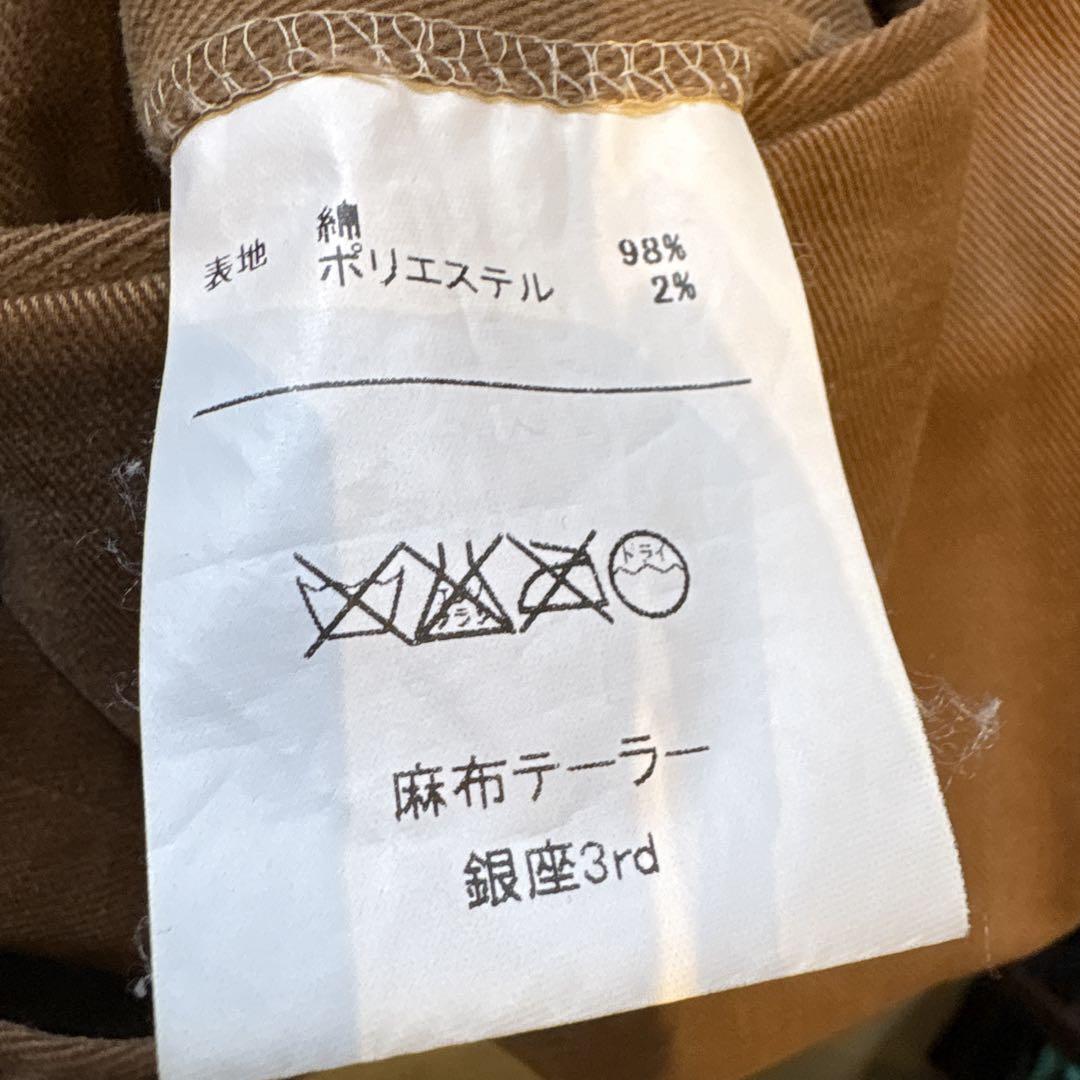 表地 綿 98%
ポリエステル 2%
ドライ
麻布テーラー
銀座3rd